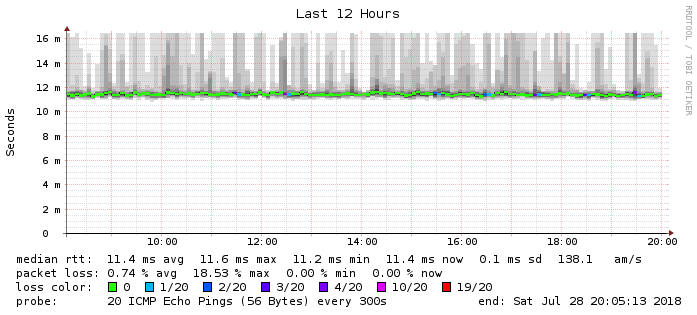 Last 12 Hours
RRDTOOL / TOBI OETIKER
Seconds
16 m
14 m
12 m
10 m
8 m
6 m
4 m
2 m
0
10:00 12:00 14:00 16:00 18:00 20:00
median rtt: 11.4 ms avg 11.6 ms max 11.2 ms min 11.4 ms now 0.1 ms sd 138.1 am/s
packet loss: 0.74 % avg 18.53 % max 0.00 % min 0.00 % now
loss color: 0 1/20 2/20 3/20 4/20 10/20 19/20
probe: 20 ICMP Echo Pings (56 Bytes) every 300s end: Sat Jul 28 20:05:13 2018